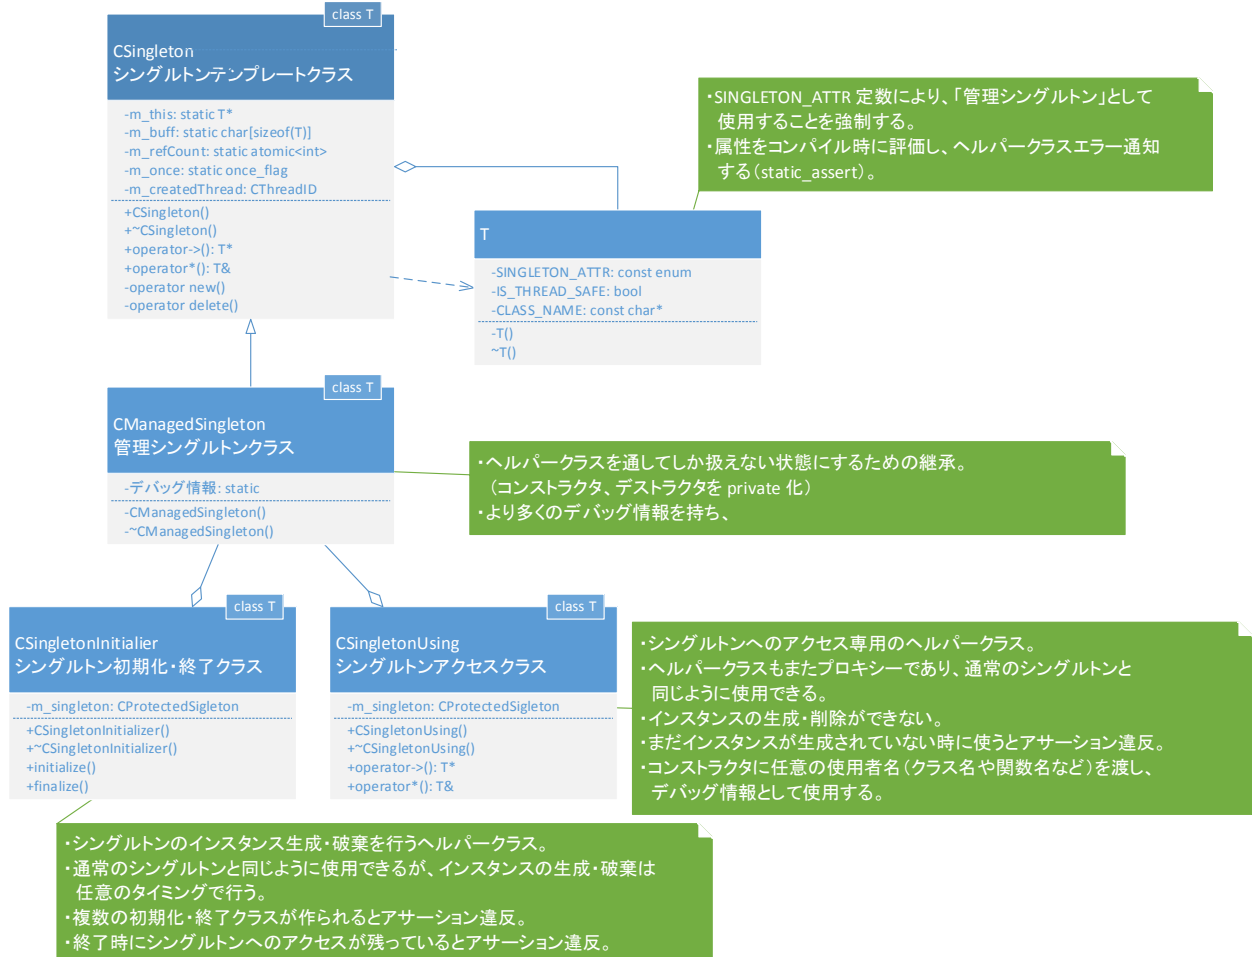 class T
CSingleton
シングルトンテンプレートクラス
-m_this: static T*
-m_buff: static char[sizeof(T)]
-m_refCount: static atomic<int>
-m_once: static once_flag
-m_createdThread: CThreadID
+CSingleton()
+~CSingleton()
+operator->(): T*
+operator*(): T&
-operator new()
-operator delete()
・SINGLETON_ATTR 定数により、「管理シングルトン」として
使用することを強制する。
・属性をコンパイル時に評価し、ヘルパークラスエラー通知
する（static_assert）。
T
-SINGLETON_ATTR: const enum
-IS_THREAD_SAFE: bool
-CLASS_NAME: const char*
-T()
~T()
class T
CManagedSingleton
管理シングルトンクラス
-デバッグ情報: static
-CManagedSingleton()
-~CManagedSingleton()
・ヘルパークラスを通してしか扱えない状態にするための継承。
（コンストラクタ、デストラクタを private 化）
・より多くのデバッグ情報を持ち、
class T
CSingletonInitialier
シングルトン初期化・終了クラス
-m_singleton: CProtectedSigleton
+CSingletonInitializer()
+~CSingletonInitializer()
+initialize()
+finalize()
class T
CSingletonUsing
シングルトンアクセスクラス
-m_singleton: CProtectedSigleton
+CSingletonUsing()
+~CSingletonUsing()
+operator->(): T*
+operator*(): T&
・シングルトンへのアクセス専用のヘルパークラス。
・ヘルパークラスもまたプロキシーであり、通常のシングルトンと
同じように使用できる。
・インスタンスの生成・削除ができない。
・まだインスタンスが生成されていない時に使うとアサーション違反。
・コンストラクタに任意の使用者名（クラス名や関数名など）を渡し、
デバッグ情報として使用する。
・シングルトンのインスタンス生成・破棄を行うヘルパークラス。
・通常のシングルトンと同じように使用できるが、インスタンスの生成・破棄は
任意のタイミングで行う。
・複数の初期化・終了クラスが作られるとアサーション違反。
・終了時にシングルトンへのアクセスが残っているとアサーション違反。